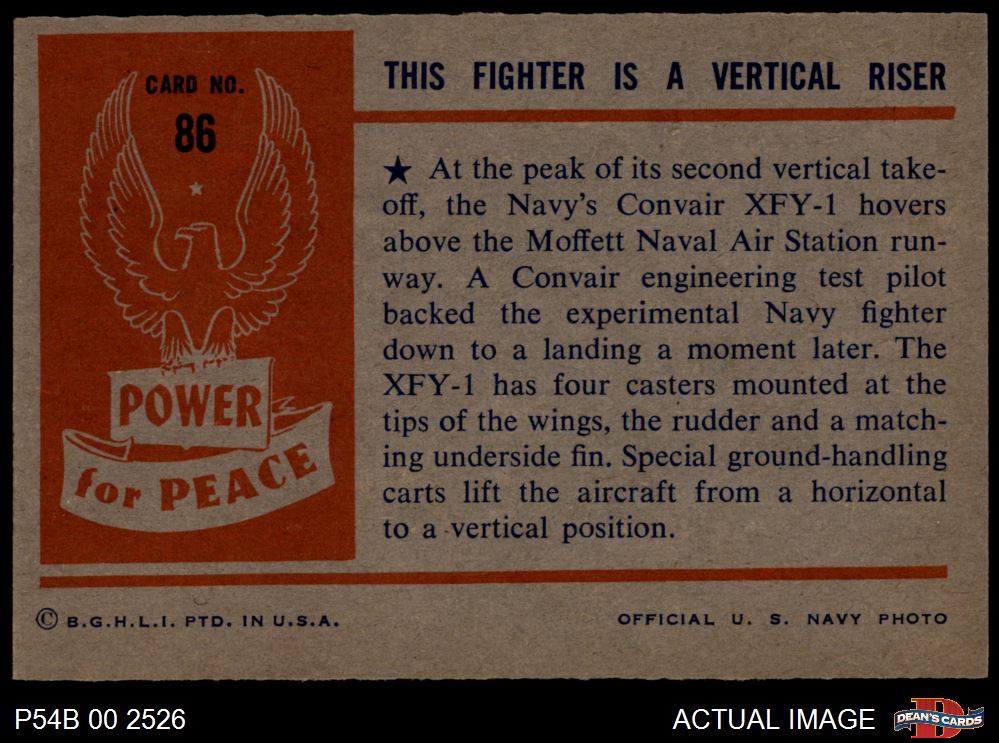 CARD NO.
86
POWER
for PEACE
THIS FIGHTER IS A VERTICAL RISER
★ At the peak of its second vertical take-
off, the Navy's Convair XFY-1 hovers
above the Moffett Naval Air Station run-
way. A Convair engineering test pilot
backed the experimental Navy fighter
down to a landing a moment later. The
XFY-1 has four casters mounted at the
tips of the wings, the rudder and a match-
ing underside fin. Special ground-handling
carts lift the aircraft from a horizontal
to a vertical position.
© B.G.H.L.I. PTD. IN U.S.A.
OFFICIAL U. S. NAVY PHOTO
P54B 00 2526
ACTUAL IMAGE
D
DEAN'S CARDS